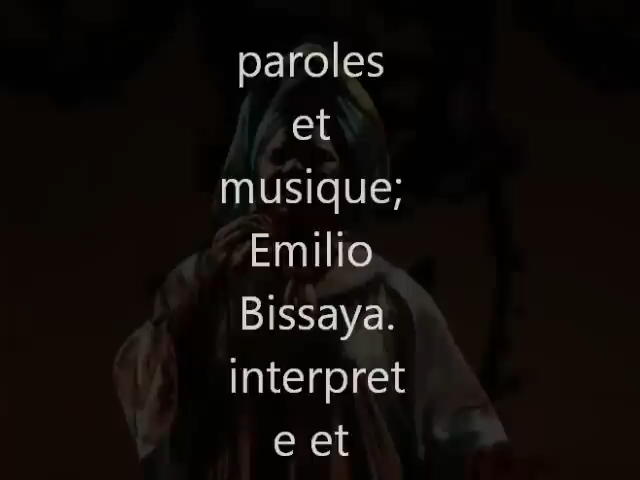 paroles
et
musique;
Emilio
Bissaya.
interpret
e et